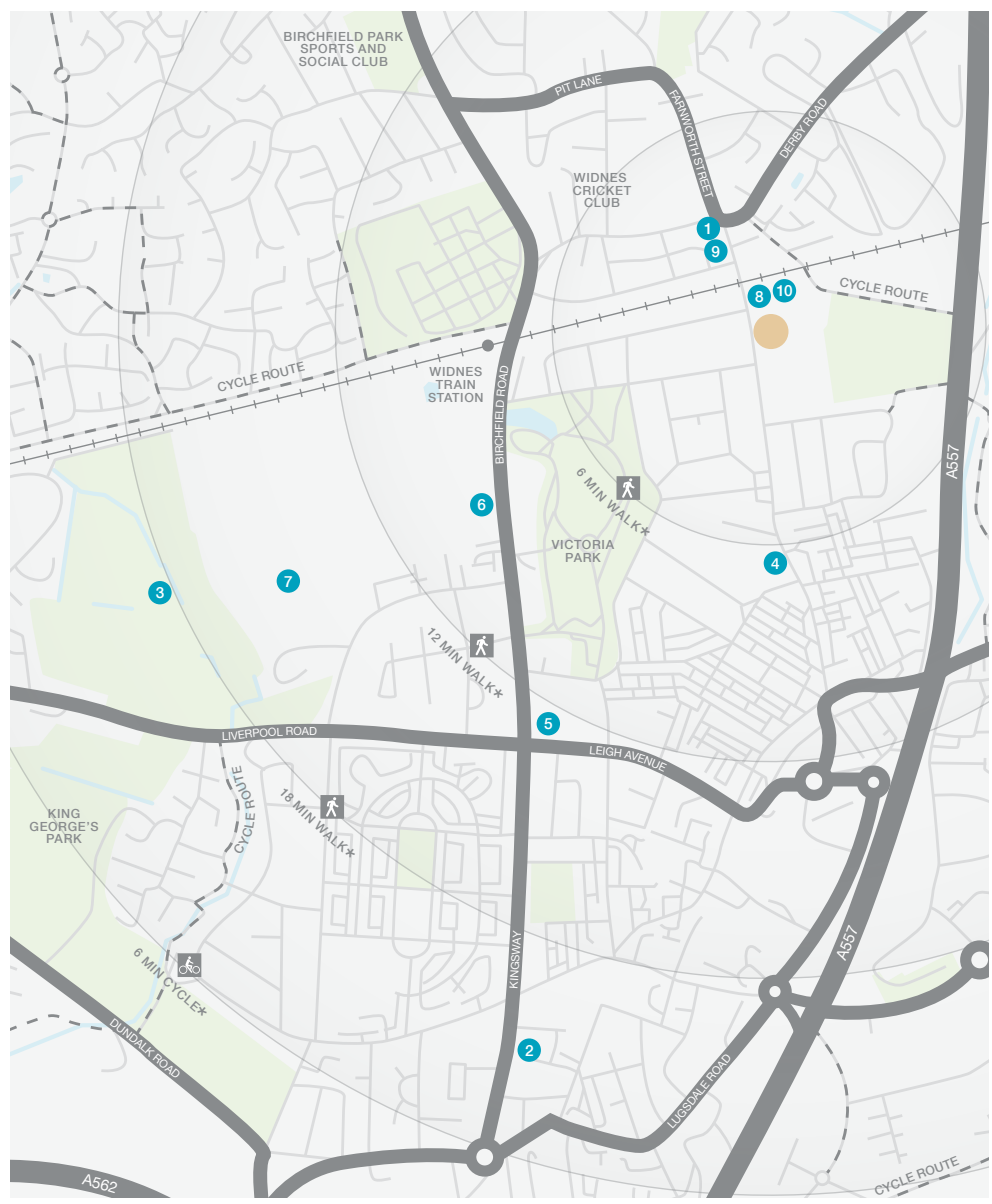 BIRCHFIELD PARK
SPORTS AND
SOCIAL CLUB
PIT LANE
FARNWORTH STREET
DERBY ROAD
WIDNES
CRICKET
CLUB
1
9
8
10
CYCLE ROUTE
CYCLE ROUTE
WIDNES
TRAIN
STATION
BIRCHFIELD ROAD
A557
6 MIN WALK*
6
VICTORIA
PARK
4
7
3
12 MIN WALK*
5
LIVERPOOL ROAD
LEIGH AVENUE
CYCLE ROUTE
18 MIN WALK*
KING
GEORGE'S
PARK
KINGSWAY
A557
6 MIN CYCLE*
DUNDALK ROAD
2
LUGSDALE ROAD
A562
CYCLE ROUTE